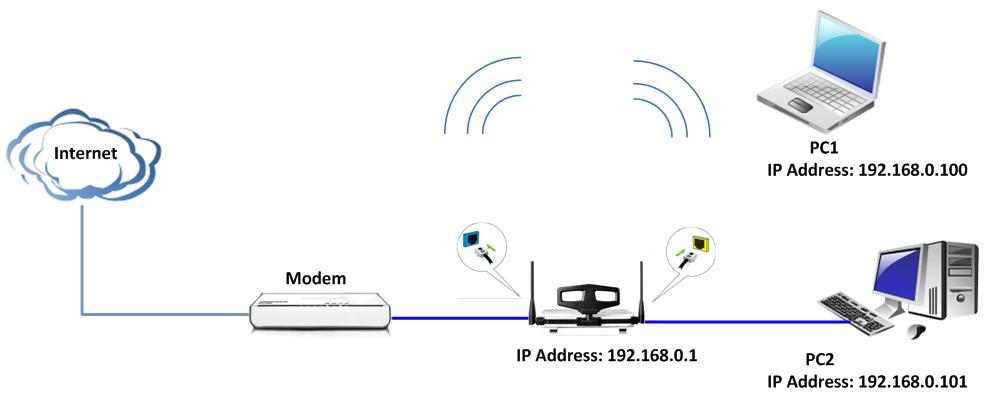 Internet
PC1
IP Address: 192.168.0.100
Modem
IP Address: 192.168.0.1
PC2
IP Address: 192.168.0.101